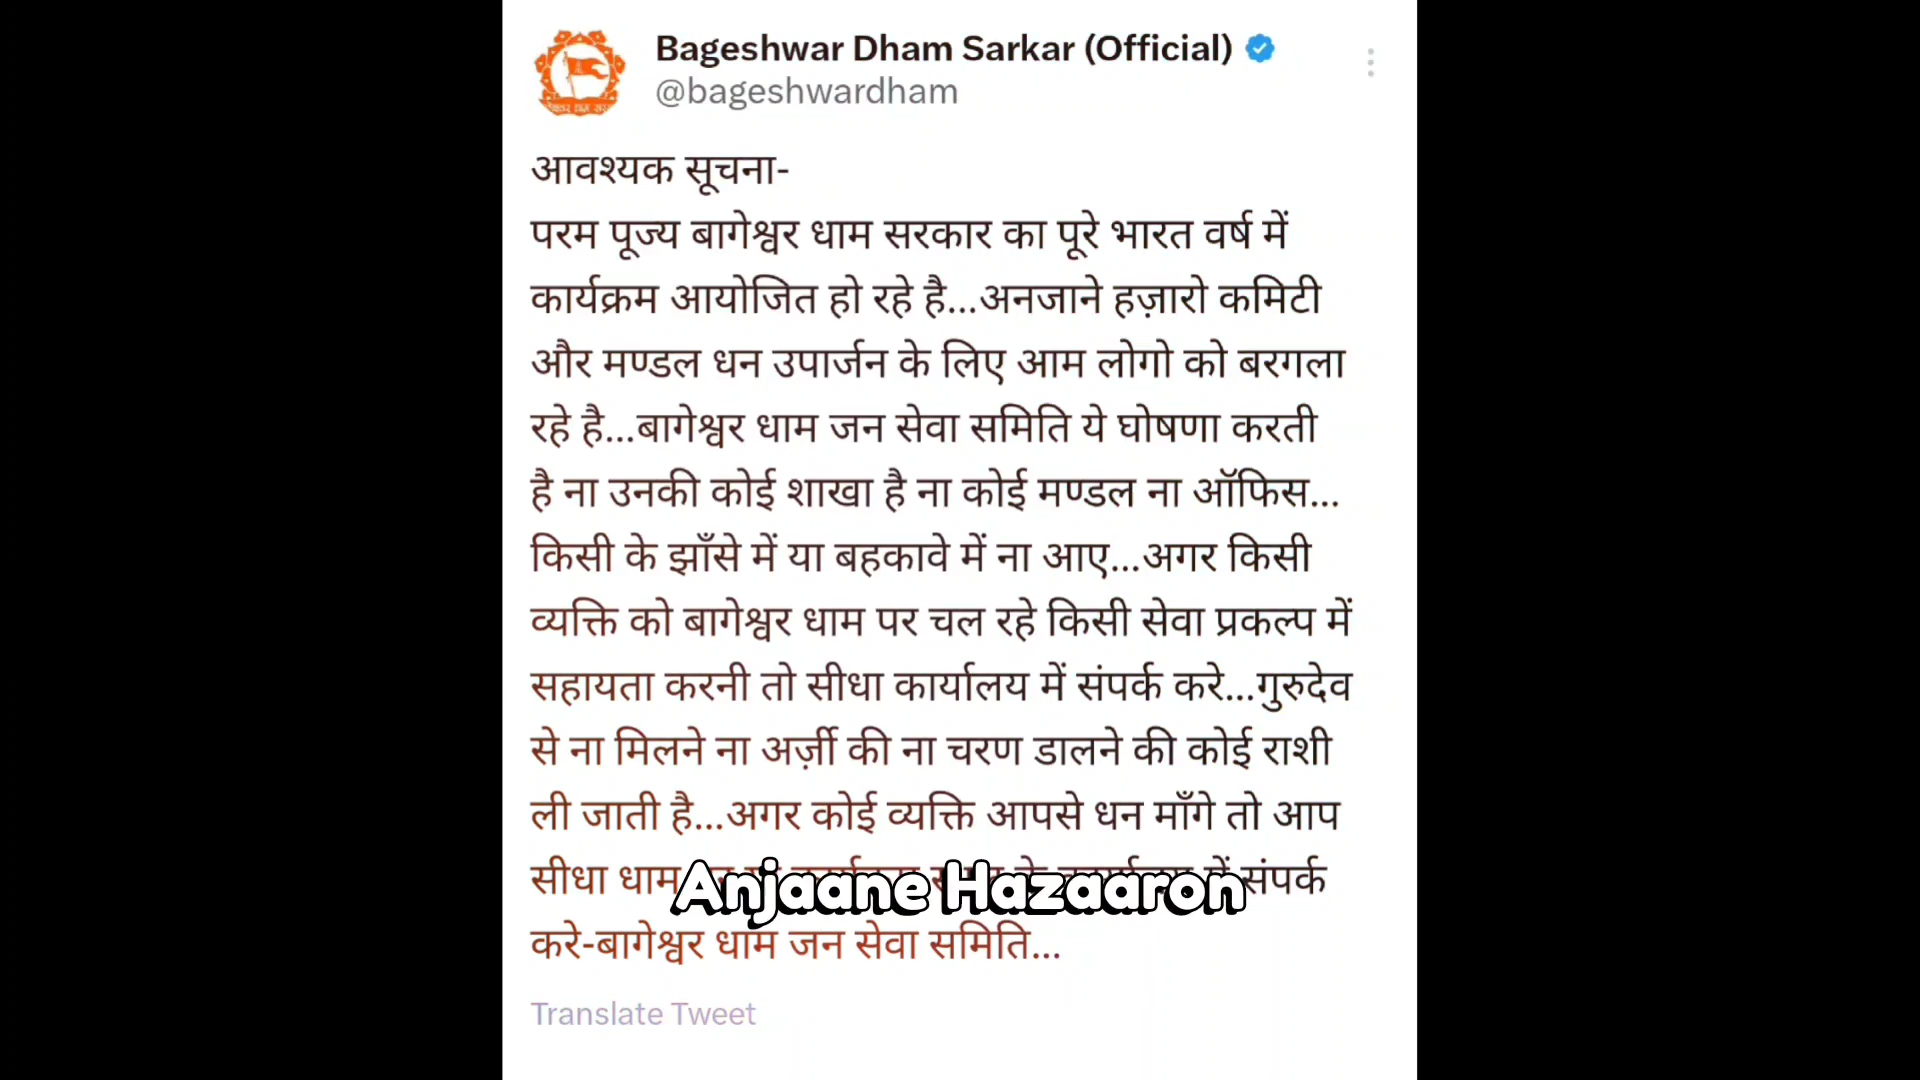 Bageshwar Dham Sarkar (Official)
@bageshwardham
आवश्यक सूचना-
परम पूज्य बागेश्वर धाम सरकार का पूरे भारत वर्ष में
कार्यक्रम आयोजित हो रहे है...अनजाने हज़ारो कमिटी
और मण्डल धन उपार्जन के लिए आम लोगो को बरगला
रहे है...बागेश्वर धाम जन सेवा समिति ये घोषणा करती
है ना उनकी कोई शाखा है ना कोई मण्डल ना ऑफिस...
किसी के झाँसे में या बहकावे में ना आए...अगर किसी
व्यक्ति को बागेश्वर धाम पर चल रहे किसी सेवा प्रकल्प में
सहायता करनी तो सीधा कार्यालय में संपर्क करे...गुरुदेव
से ना मिलने ना अर्ज़ी की ना चरण डालने की कोई राशी
ली जाती है...अगर कोई व्यक्ति आपसे धन माँगे तो आप
सीधा धाम में संपर्क
Anjaane Hazaaron
करे-बागेश्वर धाम जन सेवा समिति...
Translate Tweet